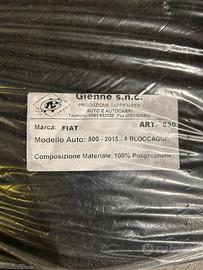 Gienne s.n.c.
PRODUZIONE TAPPETI PER
AUTO E AUTOCARRI
Marca: FIAT ART. 030
Modello Auto: 500 - 2015 - 4 BLOCCAGGI
Composizione Materiale: 100% Polipropilene